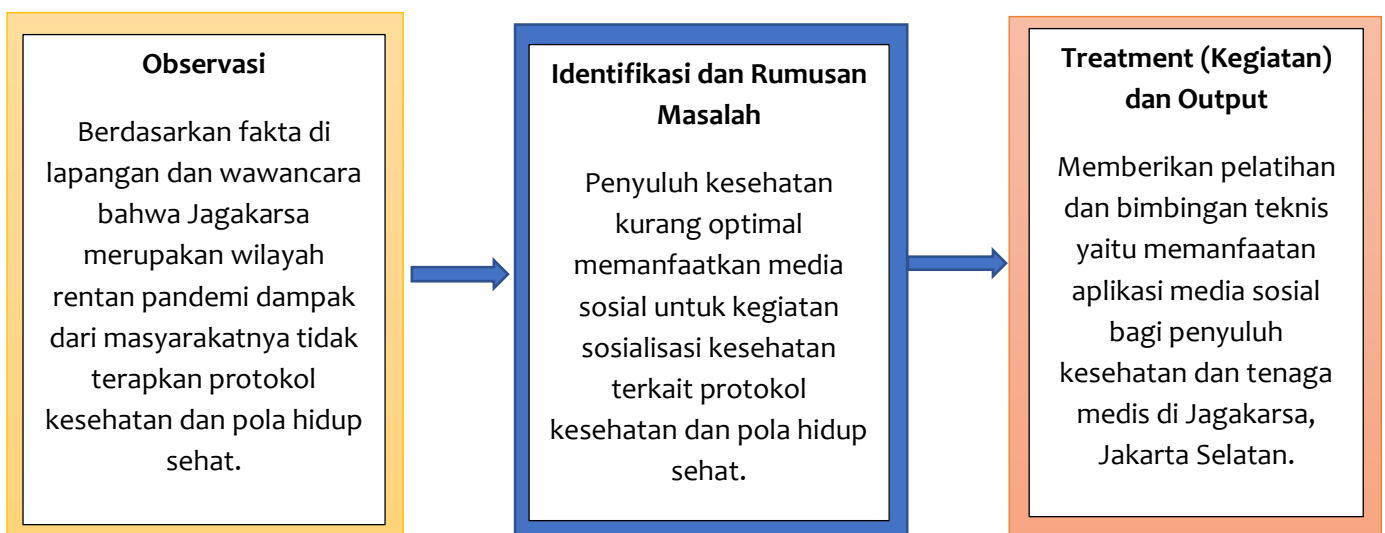 Observasi
Berdasarkan fakta di
lapangan dan wawancara
bahwa Jagakarsa
merupakan wilayah
rentan pandemi dampak
dari masyarakatnya tidak
terapkan protokol
kesehatan dan pola hidup
sehat.
Identifikasi dan Rumusan
Masalah
Penyuluh kesehatan
kurang optimal
memanfaatkan media
sosial untuk kegiatan
sosialisasi kesehatan
terkait protokol
kesehatan dan pola hidup
sehat.
Treatment (Kegiatan)
dan Output
Memberikan pelatihan
dan bimbingan teknis
yaitu memanfaatan
aplikasi media sosial
bagi penyuluh
kesehatan dan tenaga
medis di Jagakarsa,
Jakarta Selatan.